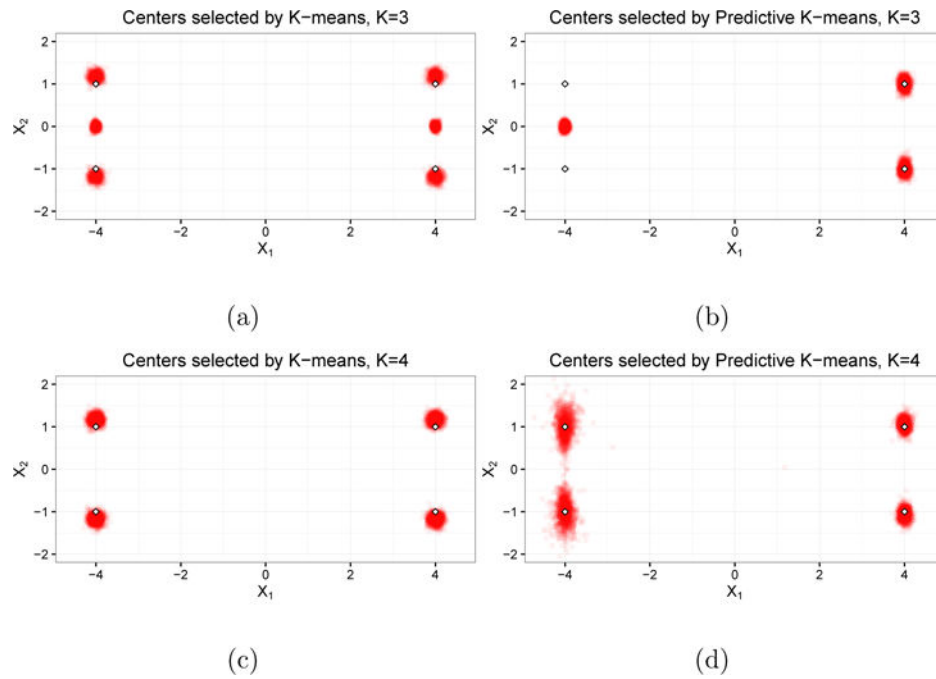 Centers selected by K−means, K=3
2
1
0
−1
−2
X2
−4
−2
0
2
4
X1
(a)
Centers selected by Predictive K−means, K=3
2
1
0
−1
−2
X2
−4
−2
0
2
4
X1
(b)
Centers selected by K−means, K=4
2
1
0
−1
−2
X2
−4
−2
0
2
4
X1
(c)
Centers selected by Predictive K−means, K=4
2
1
0
−1
−2
X2
−4
−2
0
2
4
X1
(d)